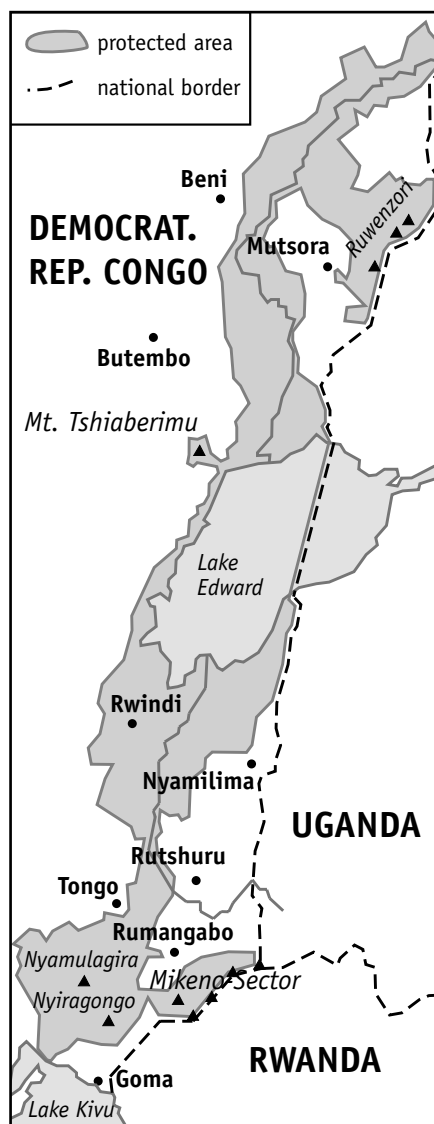 protected area
national border
Beni
DEMOCRAT.
REP. CONGO
Ruwenzori
Mutsora
Butembo
Mt. Tshiaberimu
Lake
Edward
Rwindi
Nyamilima
UGANDA
Rutshuru
Tongo
Rumangabo
Nyamulagira
Mikeno-Sector
Nyiragongo
RWANDA
Goma
Lake Kivu